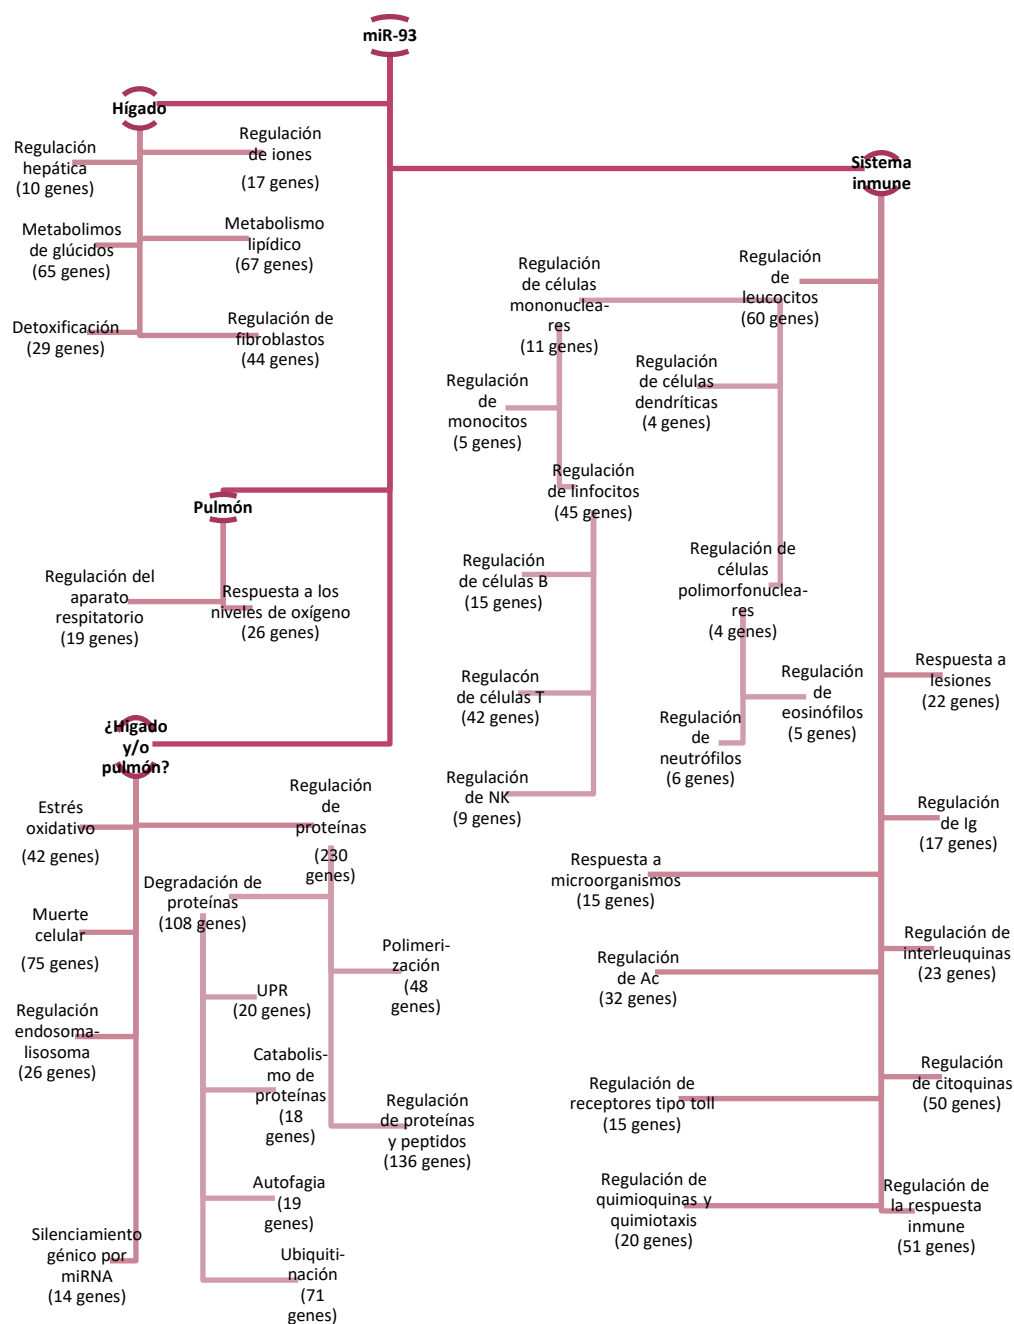 miR-93
Hígado
Regulación
hepática
(10 genes)
Regulación
de iones
(17 genes)
Metabolimos
de glúcidos
(65 genes)
Metabolismo
lipídico
(67 genes)
Detoxificación
(29 genes)
Regulación de
fibroblastos
(44 genes)
Pulmón
Regulación del
aparato
respitatorio
(19 genes)
Respuesta a los
niveles de oxígeno
(26 genes)
¿Hígado
y/o
pulmón?
Estrés
oxidativo
(42 genes)
Regulación
de
proteínas
(230
genes)
Degradación de
proteínas
(108 genes)
Muerte
celular
(75 genes)
Polimeri-
zación
(48
genes)
UPR
(20 genes)
Regulación
endosoma-
lisosoma
(26 genes)
Catabolis-
mo de
proteínas
(18
genes)
Regulación
de proteínas
y peptidos
(136 genes)
Autofagia
(19
genes)
Silenciamiento
génico por
miRNA
(14 genes)
Ubiquiti-
nación
(71
genes)
Sistema
inmune
Regulación
de
leucocitos
(60 genes)
Regulación
de células
mononuclea-
res
(11 genes)
Regulación
de células
dendríticas
(4 genes)
Regulación
de
monocitos
(5 genes)
Regulación
de linfocitos
(45 genes)
Regulación
de células B
(15 genes)
Regulacón
de células T
(42 genes)
Regulación
de NK
(9 genes)
Regulación de
células
polimorfonuclea-
res
(4 genes)
Regulación
de
eosinófilos
(5 genes)
Regulación
de
neutrófilos
(6 genes)
Respuesta a
lesiones
(22 genes)
Regulación
de Ig
(17 genes)
Respuesta a
microorganismos
(15 genes)
Regulación de
interleuquinas
(23 genes)
Regulación
de Ac
(32 genes)
Regulación
de citoquinas
(50 genes)
Regulación de
receptores tipo toll
(15 genes)
Regulación de
quimioquinas y
quimiotaxis
(20 genes)
Regulación de
la respuesta
inmune
(51 genes)